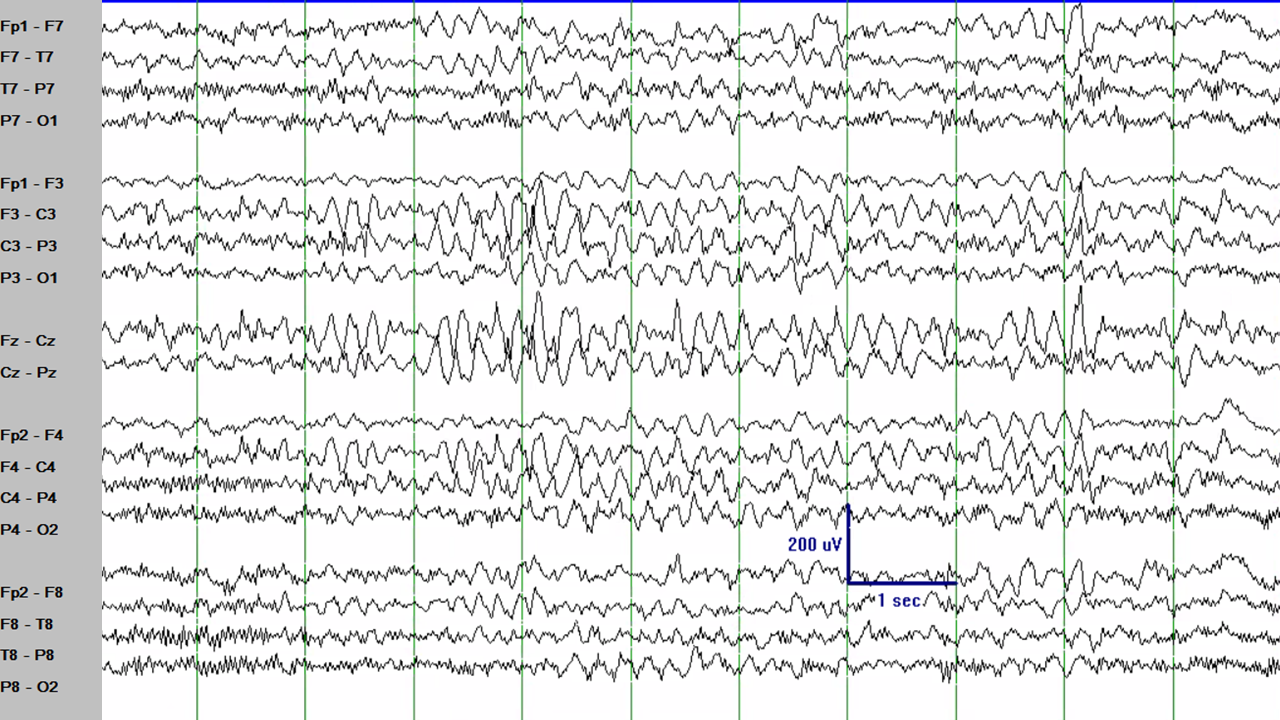 Fp1 - F7
F7 - T7
T7 - P7
P7 - O1
Fp1 - F3
F3 - C3
C3 - P3
P3 - O1
Fz - Cz
Cz - Pz
Fp2 - F4
F4 - C4
C4 - P4
P4 - O2
200 uV
Fp2 - F8
1 sec.
F8 - T8
T8 - P8
P8 - O2